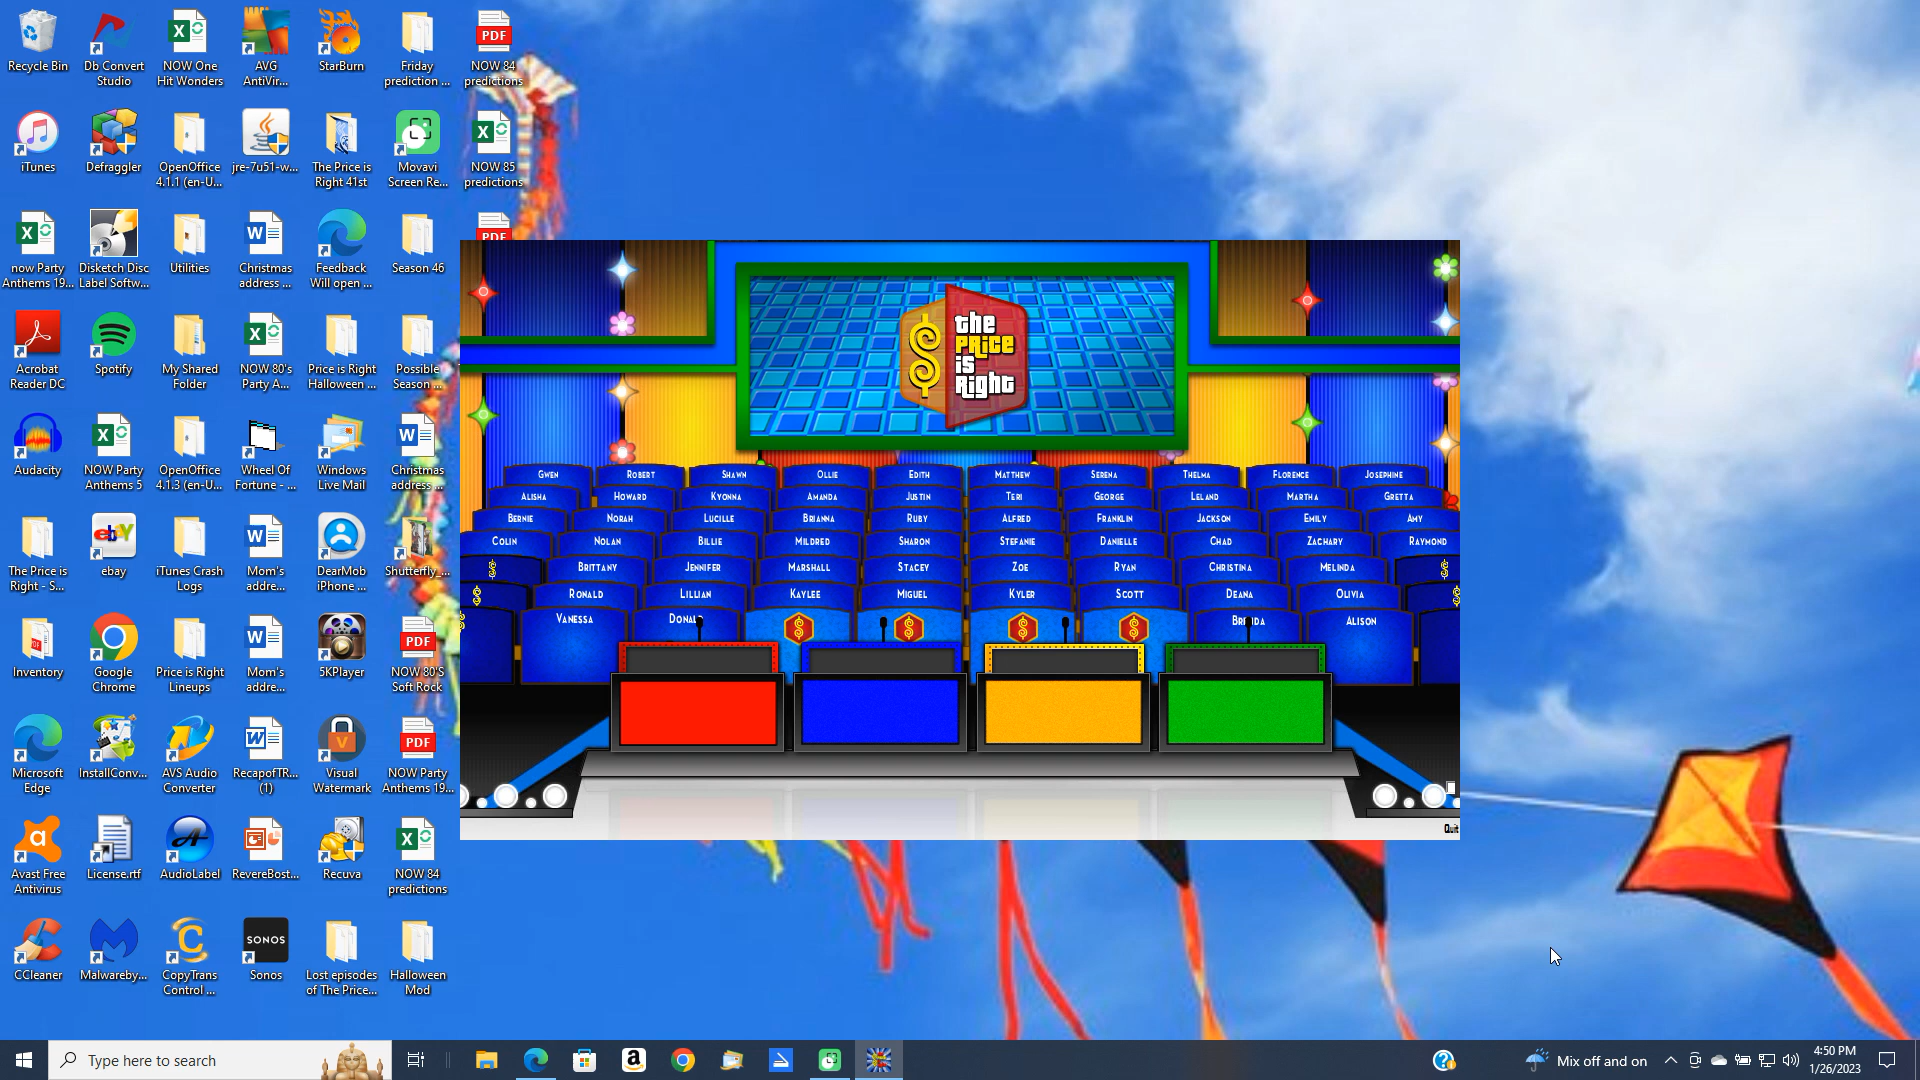 Recycle Bin
Db Convert
Studio
NOW One
Hit Wonders
AVG
AntiVir...
StarBurn
Friday
prediction ...
PDF
NOW 84
predictions
iTunes
Defraggler
OpenOffice
4.1.1 (en-U...
jre-7u51-w...
The Price is
Right 41st
Movavi
Screen Re...
NOW 85
predictions
now Party
Anthems 19...
Disketch Disc
Label Softw...
Utilities
Christmas
address ...
Feedback
Will open ...
Season 46
PDF
Acrobat
Reader DC
Spotify
My Shared
Folder
NOW 80's
Party A...
Price is Right
Halloween ...
Possible
Season ...
Audacity
NOW Party
Anthems 5
OpenOffice
4.1.3 (en-U...
Wheel Of
Fortune - ...
Windows
Live Mail
Christmas
address ...
The Price is
Right - S...
ebay
ebay
iTunes Crash
Logs
Mom's
addre...
DearMob
iPhone ...
Shutterfly_...
Inventory
Google
Chrome
Price is Right
Lineups
Mom's
addre...
5KPlayer
PDF
NOW 80'S
Soft Rock
Microsoft
Edge
InstallConv...
AVS Audio
Converter
RecapofTR...
(1)
Visual
Watermark
PDF
NOW Party
Anthems 19...
Avast Free
Antivirus
License.rtf
AudioLabel
RevereBost...
Recuva
NOW 84
predictions
CCleaner
Malwareby...
CopyTrans
Control ...
SONOS
Sonos
Lost episodes
of The Price...
Halloween
Mod
the
PRiCe
is
Right
Gwen Robert Shawn Ollie Edith Matthew Serena Thelma Florence Josephine
Alisha Howard Kyonna Amanda Justin Teri George Leland Martha Gretta
Bernie Norah Lucille Brianna Ruby Alfred Franklin Jackson Emily Amy
Colin Nolan Billie Mildred Sharon Stefanie Danielle Chad Zachary Raymond
Brittany Jennifer Marshall Stacey Zoe Ryan Christina Melinda
Ronald Lillian Kaylee Miguel Kyler Scott Deana Olivia
Vanessa Alison
Quit
Type here to search
Mix off and on
4:50 PM
1/26/2023